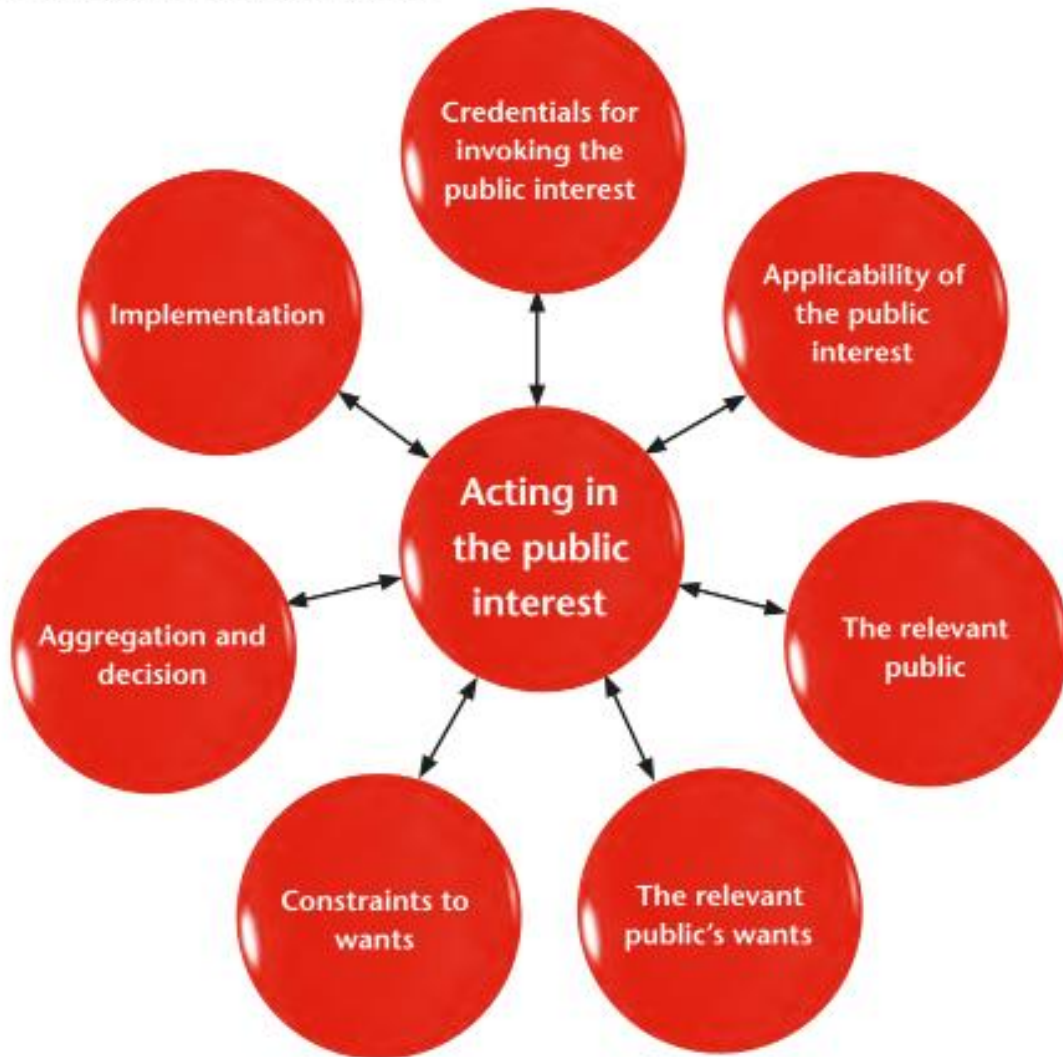 Credentials for
invoking the
public interest
Applicability of
the public
interest
The relevant
public
The relevant
public's wants
Constraints to
wants
Aggregation and
decision
Implementation
Acting in
the public
interest